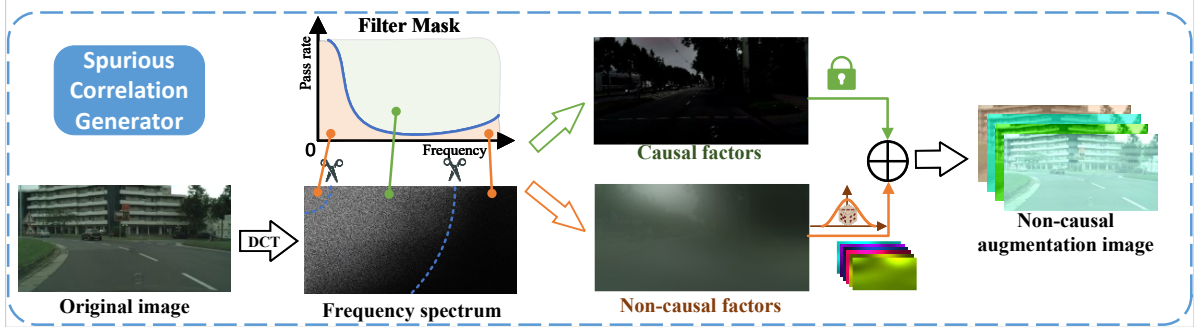 Spurious
Correlation
Generator
Filter Mask
Pass rate
0
Frequency
Causal factors
DCT
Original image
Frequency spectrum
Non-causal factors
Non-causal
augmentation image